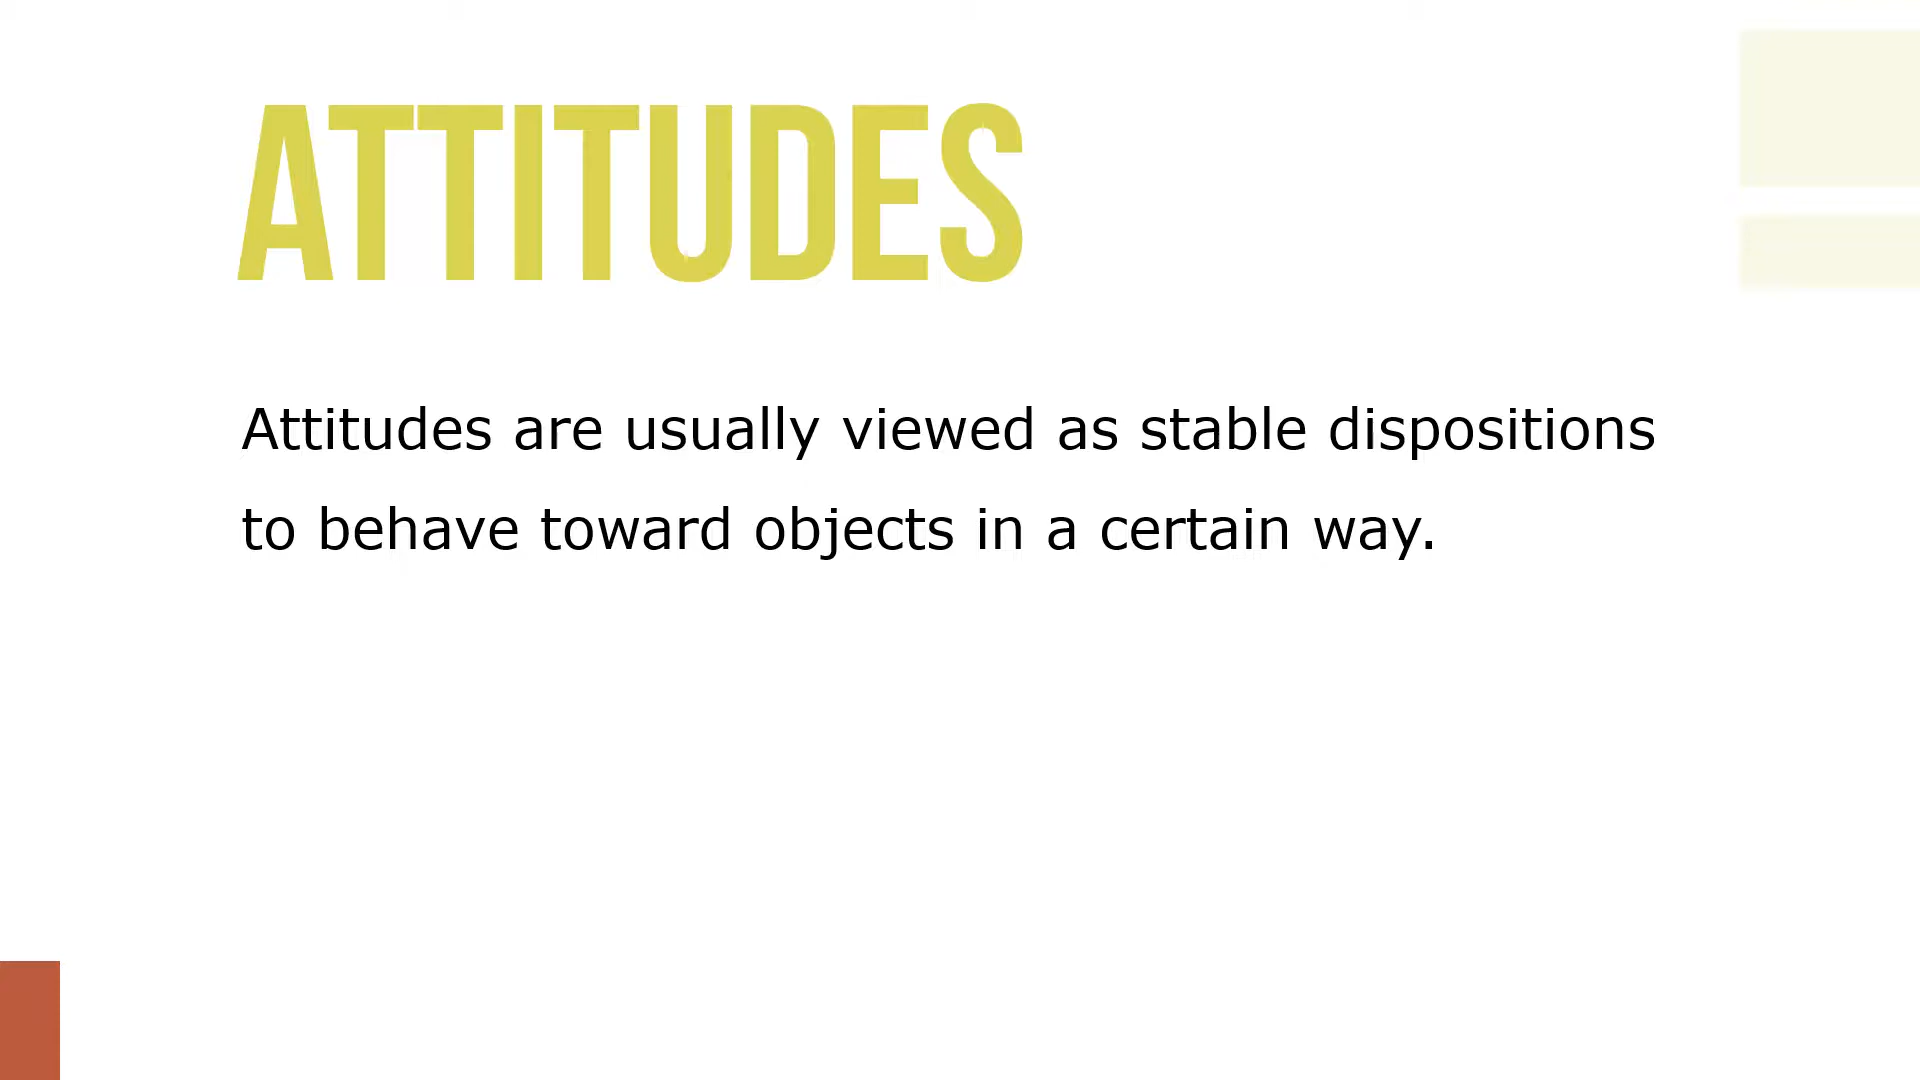 ATTITUDES
Attitudes are usually viewed as stable dispositions
to behave toward objects in a certain way.